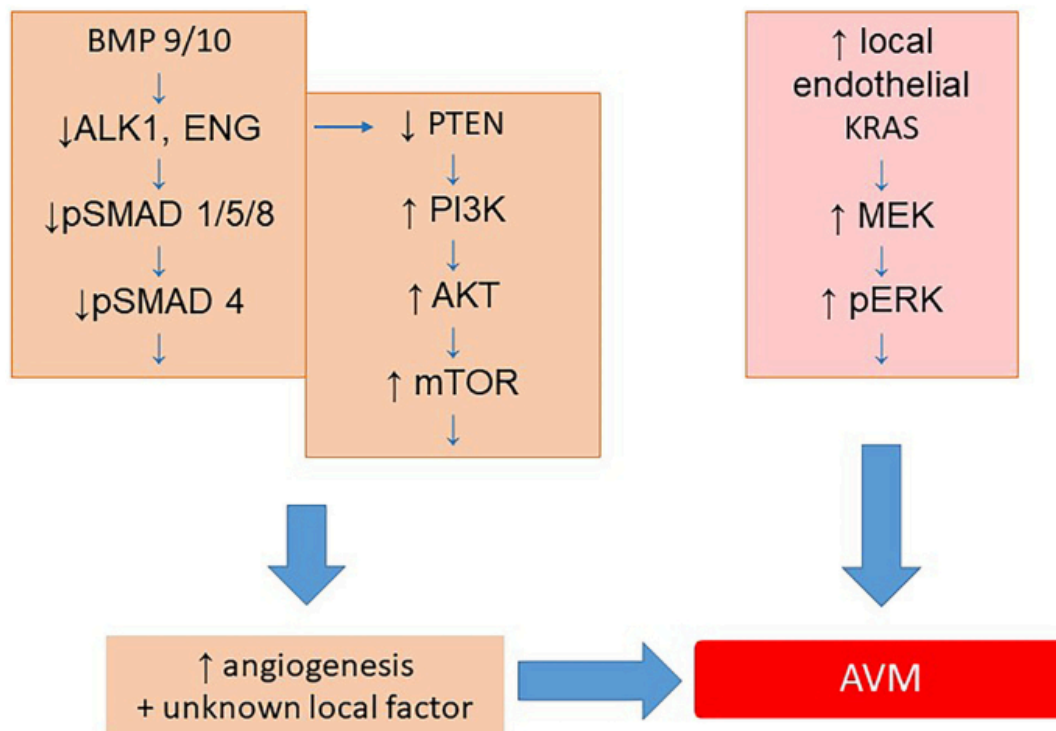 BMP 9/10
↓
↓ALK1, ENG →
↓
↓pSMAD 1/5/8
↓
↓pSMAD 4
↓
↓ PTEN
↓
↑ PI3K
↓
↑ AKT
↓
↑ mTOR
↓
↑ local
endothelial
KRAS
↓
↑ MEK
↓
↑ pERK
↓
↑ angiogenesis
+ unknown local factor
AVM